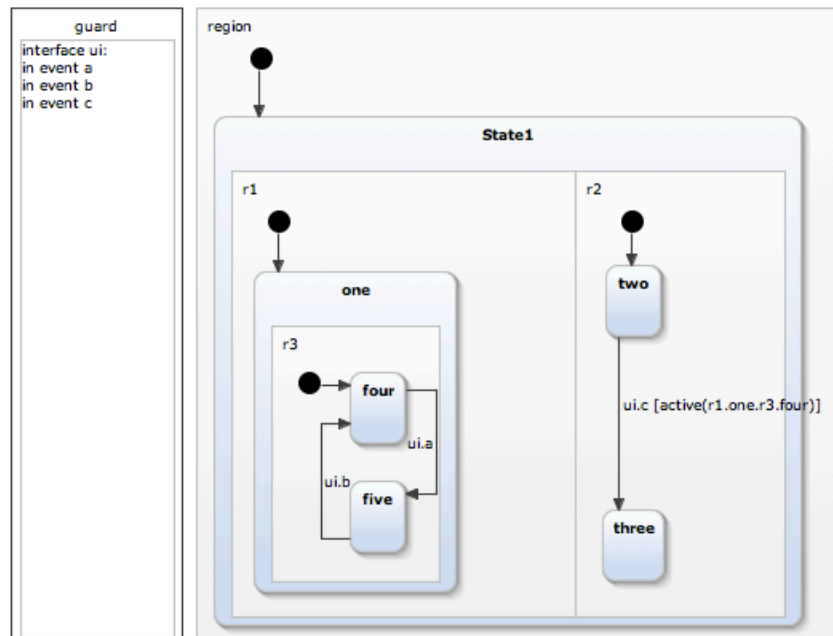 guard
interface ui:
in event a
in event b
in event c
region
State1
r1
r2
one
two
r3
four
ui.c [active(r1.one.r3.four)]
ui.a
ui.b
five
three